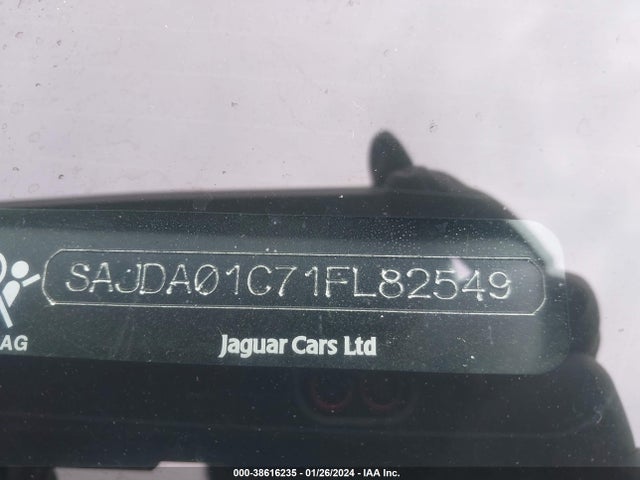 SAJDA01C71FL82549
AG
Jaguar Cars Ltd
000-38616235 - 01/26/2024 - IAA Inc.